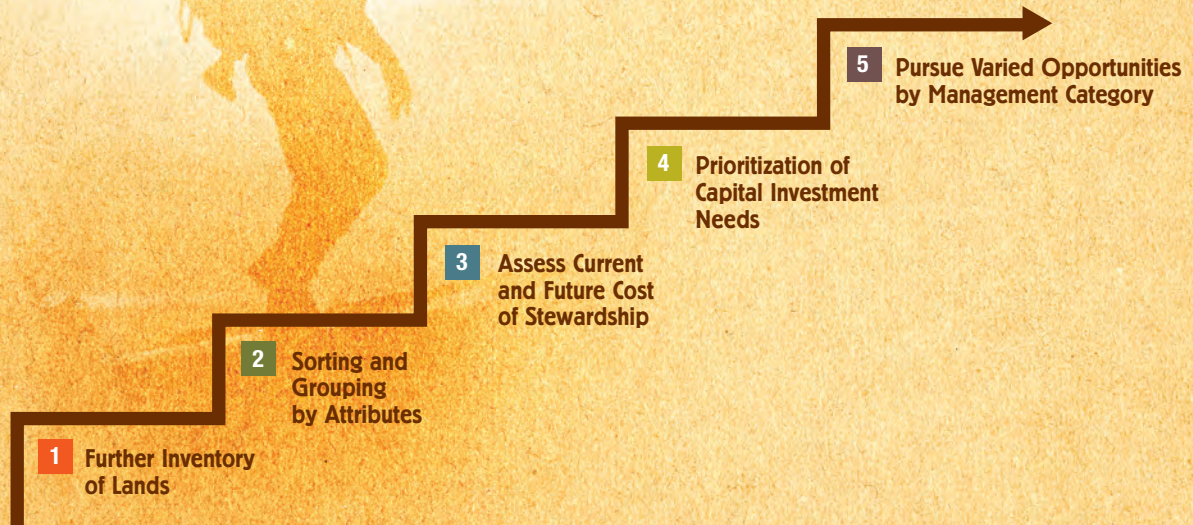 1 Further Inventory
of Lands
2 Sorting and
Grouping
by Attributes
3 Assess Current
and Future Cost
of Stewardship
4 Prioritization of
Capital Investment
Needs
5 Pursue Varied Opportunities
by Management Category